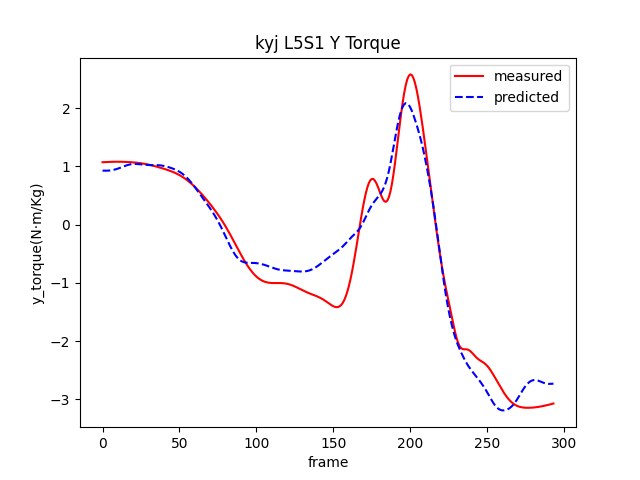 kyj L5S1 Y Torque
measured
predicted
y_torque(N·m/Kg)
2
1
0
−1
−2
−3
0 50 100 150 200 250 300
frame